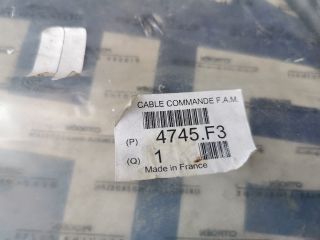 CABLE COMMANDE F.A.M.
(P) 4745.F3
(Q) 1
Made in France